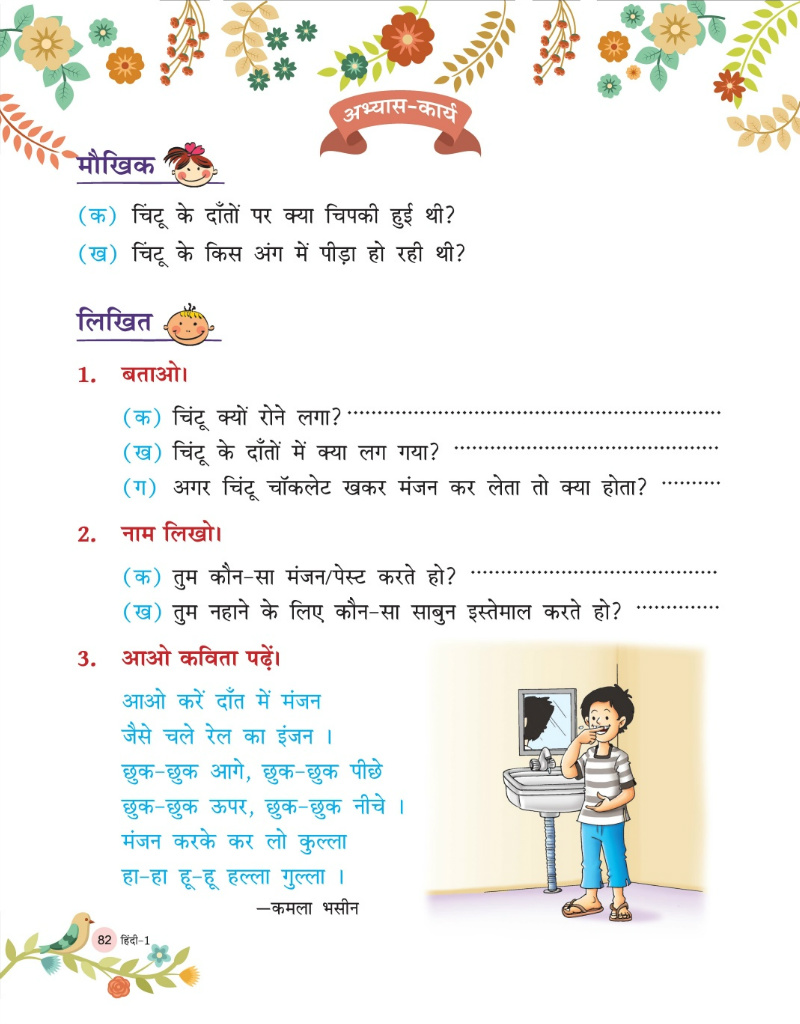 अभ्यास-कार्य
मौखिक
(क) चिंटू के दाँतों पर क्या चिपकी हुई थी?
(ख) चिंटू के किस अंग में पीड़ा हो रही थी?
लिखित
1. बताओ।
(क) चिंटू क्यों रोने लगा? ..............................................................
(ख) चिंटू के दाँतों में क्या लग गया? ............................................
(ग) अगर चिंटू चॉकलेट खकर मंजन कर लेता तो क्या होता? ..........
2. नाम लिखो।
(क) तुम कौन-सा मंजन/पेस्ट करते हो? .........................................
(ख) तुम नहाने के लिए कौन-सा साबुन इस्तेमाल करते हो? ..............
3. आओ कविता पढ़ें।
आओ करें दाँत में मंजन
जैसे चले रेल का इंजन ।
छुक-छुक आगे, छुक-छुक पीछे
छुक-छुक ऊपर, छुक-छुक नीचे ।
मंजन करके कर लो कुल्ला
हा-हा हू-हू हल्ला गुल्ला ।
—कमला भसीन
82 हिंदी-1